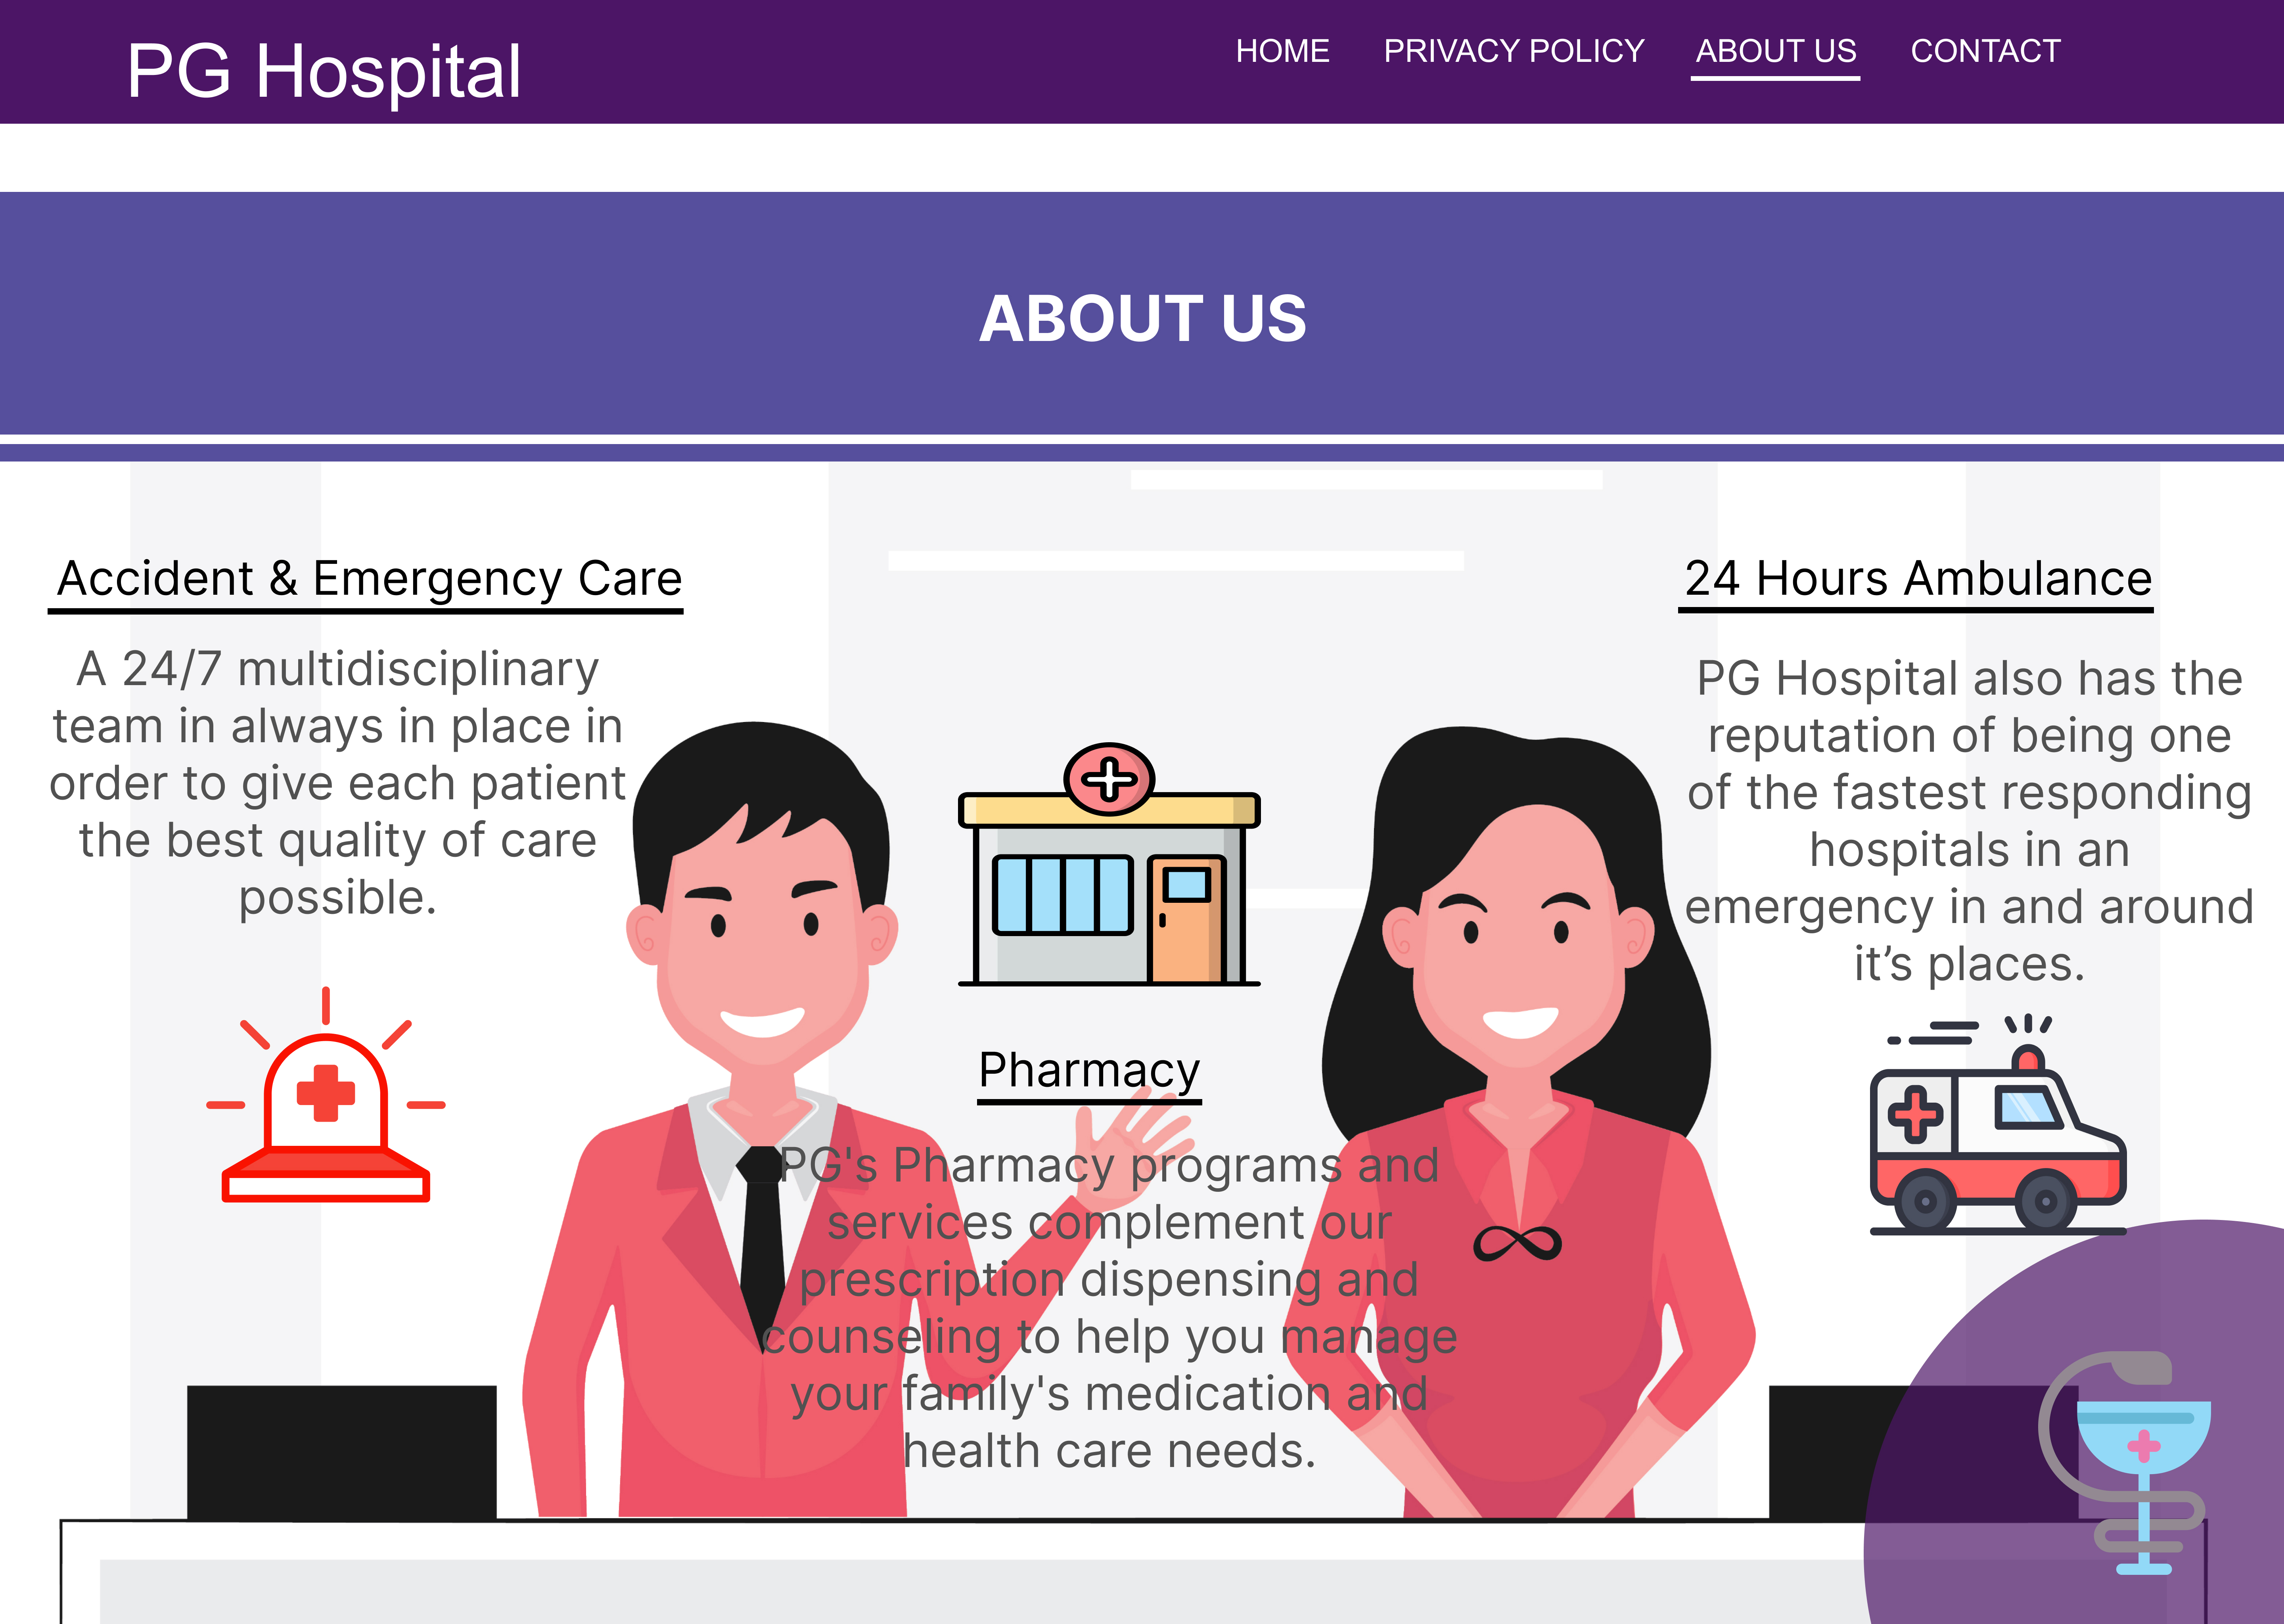 PG Hospital
HOME PRIVACY POLICY ABOUT US CONTACT
ABOUT US
Accident & Emergency Care
A 24/7 multidisciplinary
team in always in place in
order to give each patient
the best quality of care
possible.
Pharmacy
PG's Pharmacy programs and
services complement our
prescription dispensing and
counseling to help you manage
your family's medication and
health care needs.
24 Hours Ambulance
PG Hospital also has the
reputation of being one
of the fastest responding
hospitals in an
emergency in and around
it’s places.